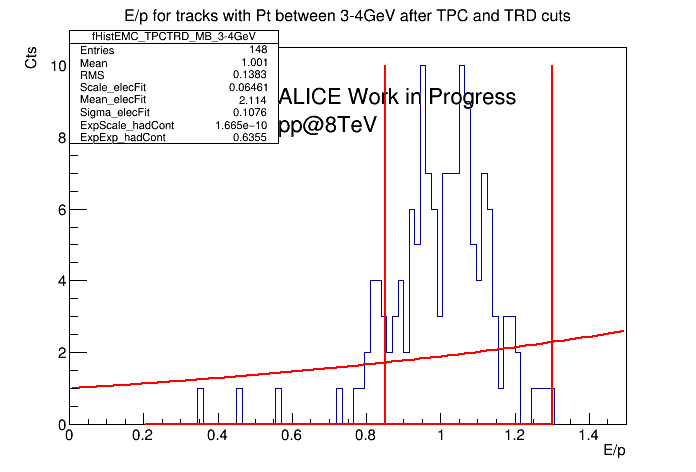 E/p for tracks with Pt between 3-4GeV after TPC and TRD cuts
fHistEMC_TPCTRD_MB_3-4GeV
Entries 148
Mean 1.001
RMS 0.1383
Scale_elecFit 0.06461
Mean_elecFit 2.114
Sigma_elecFit 0.1076
ExpScale_hadCont 1.665e−10
ExpExp_hadCont 0.6355
ALICE Work in Progress
pp@8TeV
Cts
10
8
6
4
2
0
0 0.2 0.4 0.6 0.8 1 1.2 1.4
E/p